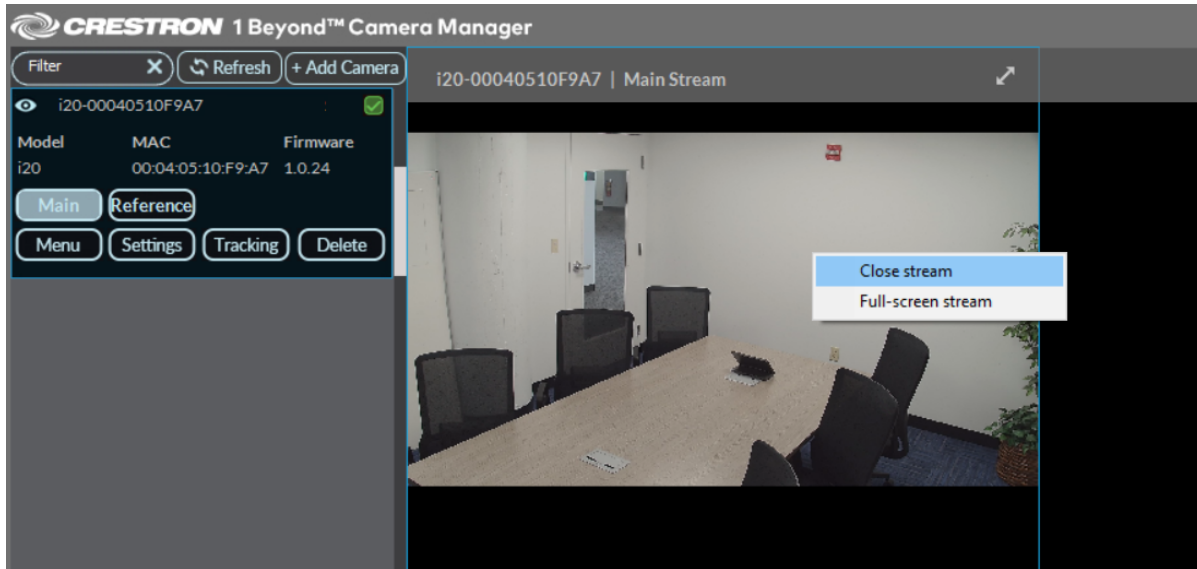 CRESTRON 1 Beyond™ Camera Manager
Filter
Refresh
+ Add Camera
i20-00040510F9A7 | Main Stream
i20-00040510F9A7
Model MAC Firmware
i20 00:04:05:10:F9:A7 1.0.24
Main Reference
Menu Settings Tracking Delete
Close stream
Full-screen stream